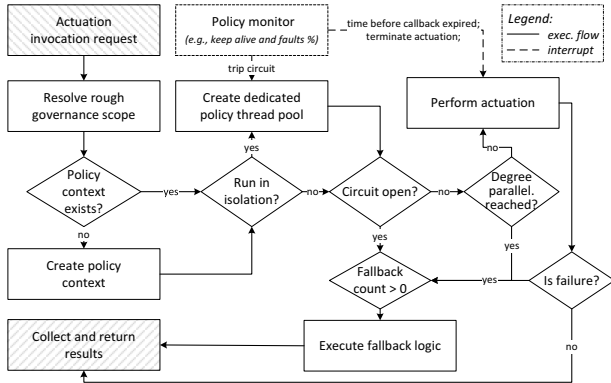 Actuation
invocation request
Policy monitor
(e.g., keep alive and faults %)
time before callback expired;
terminate actuation;
Legend:
exec. flow
interrupt
trip circuit
Resolve rough
governance scope
Create dedicated
policy thread pool
Perform actuation
yes
no
Policy
context
exists?
yes
Run in
isolation?
no
Circuit open?
no
Degree
parallel.
reached?
no
yes
yes
Create policy
context
Fallback
count > 0
yes
Is failure?
Collect and return
results
Execute fallback logic
no